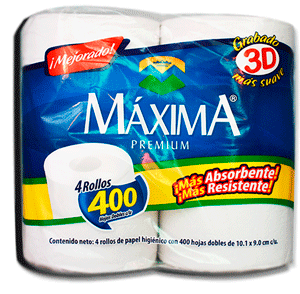 ¡Mejorado!
Grabado
3D
más suave
MÁXIMA®
PREMIUM
4 Rollos
400
Hojas Dobles c/u
¡Más Absorbente!
¡Más Resistente!
Contenido neto: 4 rollos de papel higiénico con 400 hojas dobles de 10.1 x 9.0 cm c/u.